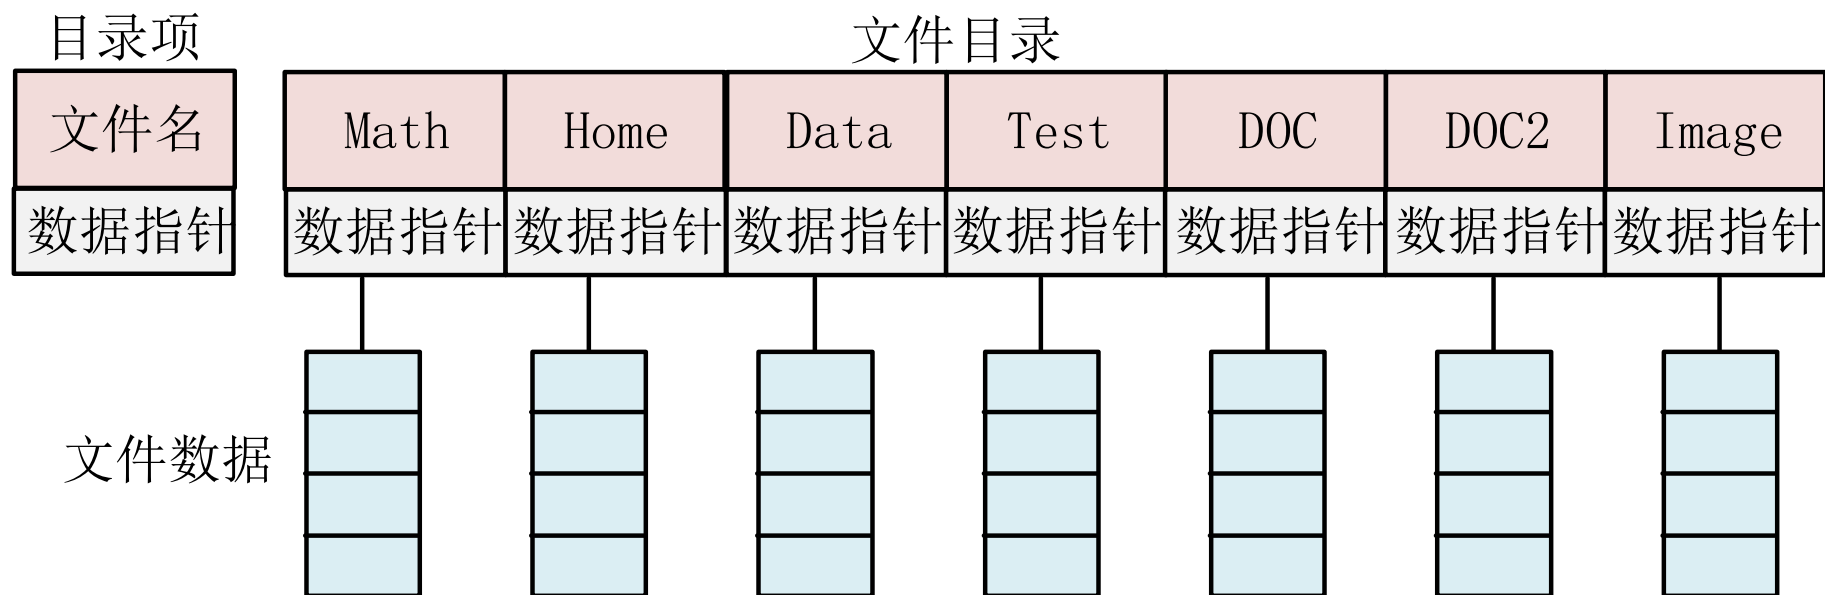 目录项 文件目录
文件名 Math Home Data Test DOC DOC2 Image
数据指针 数据指针 数据指针 数据指针 数据指针 数据指针 数据指针 数据指针
文件数据